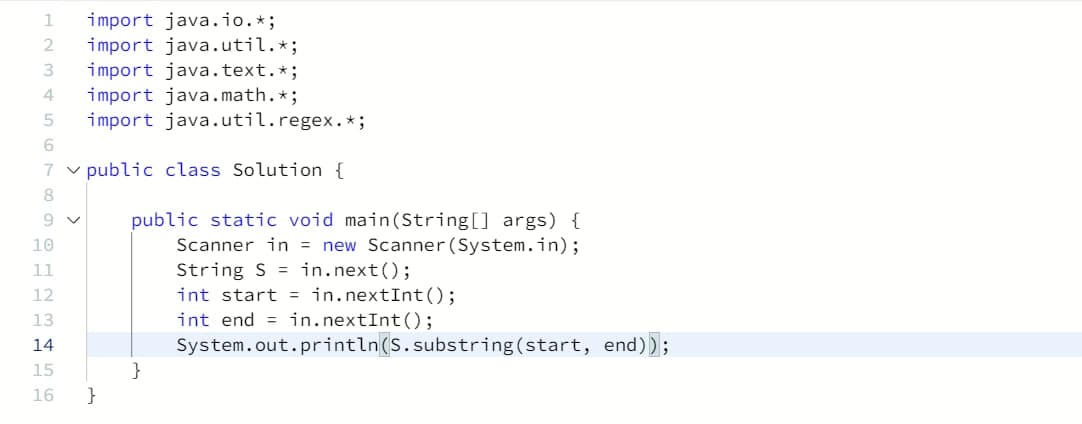 1 import java.io.*;
2 import java.util.*;
3 import java.text.*;
4 import java.math.*;
5 import java.util.regex.*;
6
7 public class Solution {
8
9     public static void main(String[] args) {
10         Scanner in = new Scanner(System.in);
11         String S = in.next();
12         int start = in.nextInt();
13         int end = in.nextInt();
14         System.out.println(S.substring(start, end));
15     }
16 }